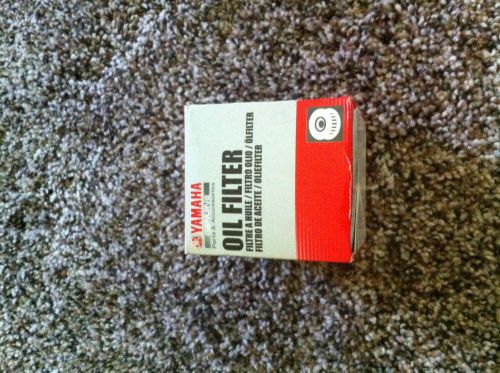 YAMAHA
Parts & Accessories
OIL FILTER
FILTRE A HUILE / FILTRO OLIO / ÖLFILTER
FILTRO DE ACEITE / OLIEFILTER